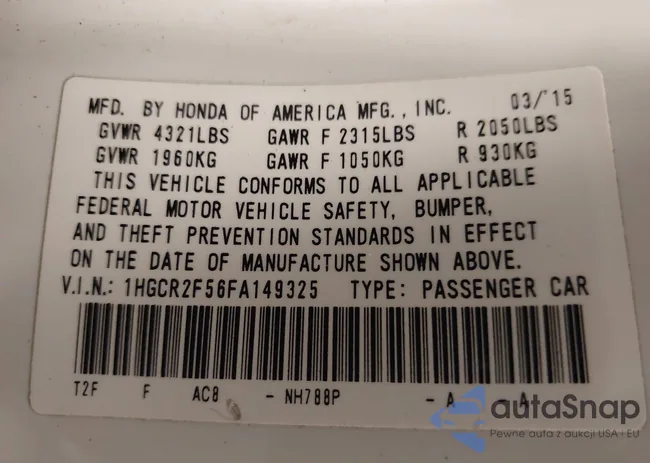 MFD. BY HONDA OF AMERICA MFG., INC. 03/'15
GVWR 4321LBS GAWR F 2315LBS R 2050LBS
GVWR 1960KG GAWR F 1050KG R 930KG
THIS VEHICLE CONFORMS TO ALL APPLICABLE
FEDERAL MOTOR VEHICLE SAFETY, BUMPER,
AND THEFT PREVENTION STANDARDS IN EFFECT
ON THE DATE OF MANUFACTURE SHOWN ABOVE.
V.I.N.: 1HGCR2F56FA149325 TYPE: PASSENGER CAR
T2F F AC8 - NH788P - A - A
autaSnap
Pewne auta z aukcji USA i EU